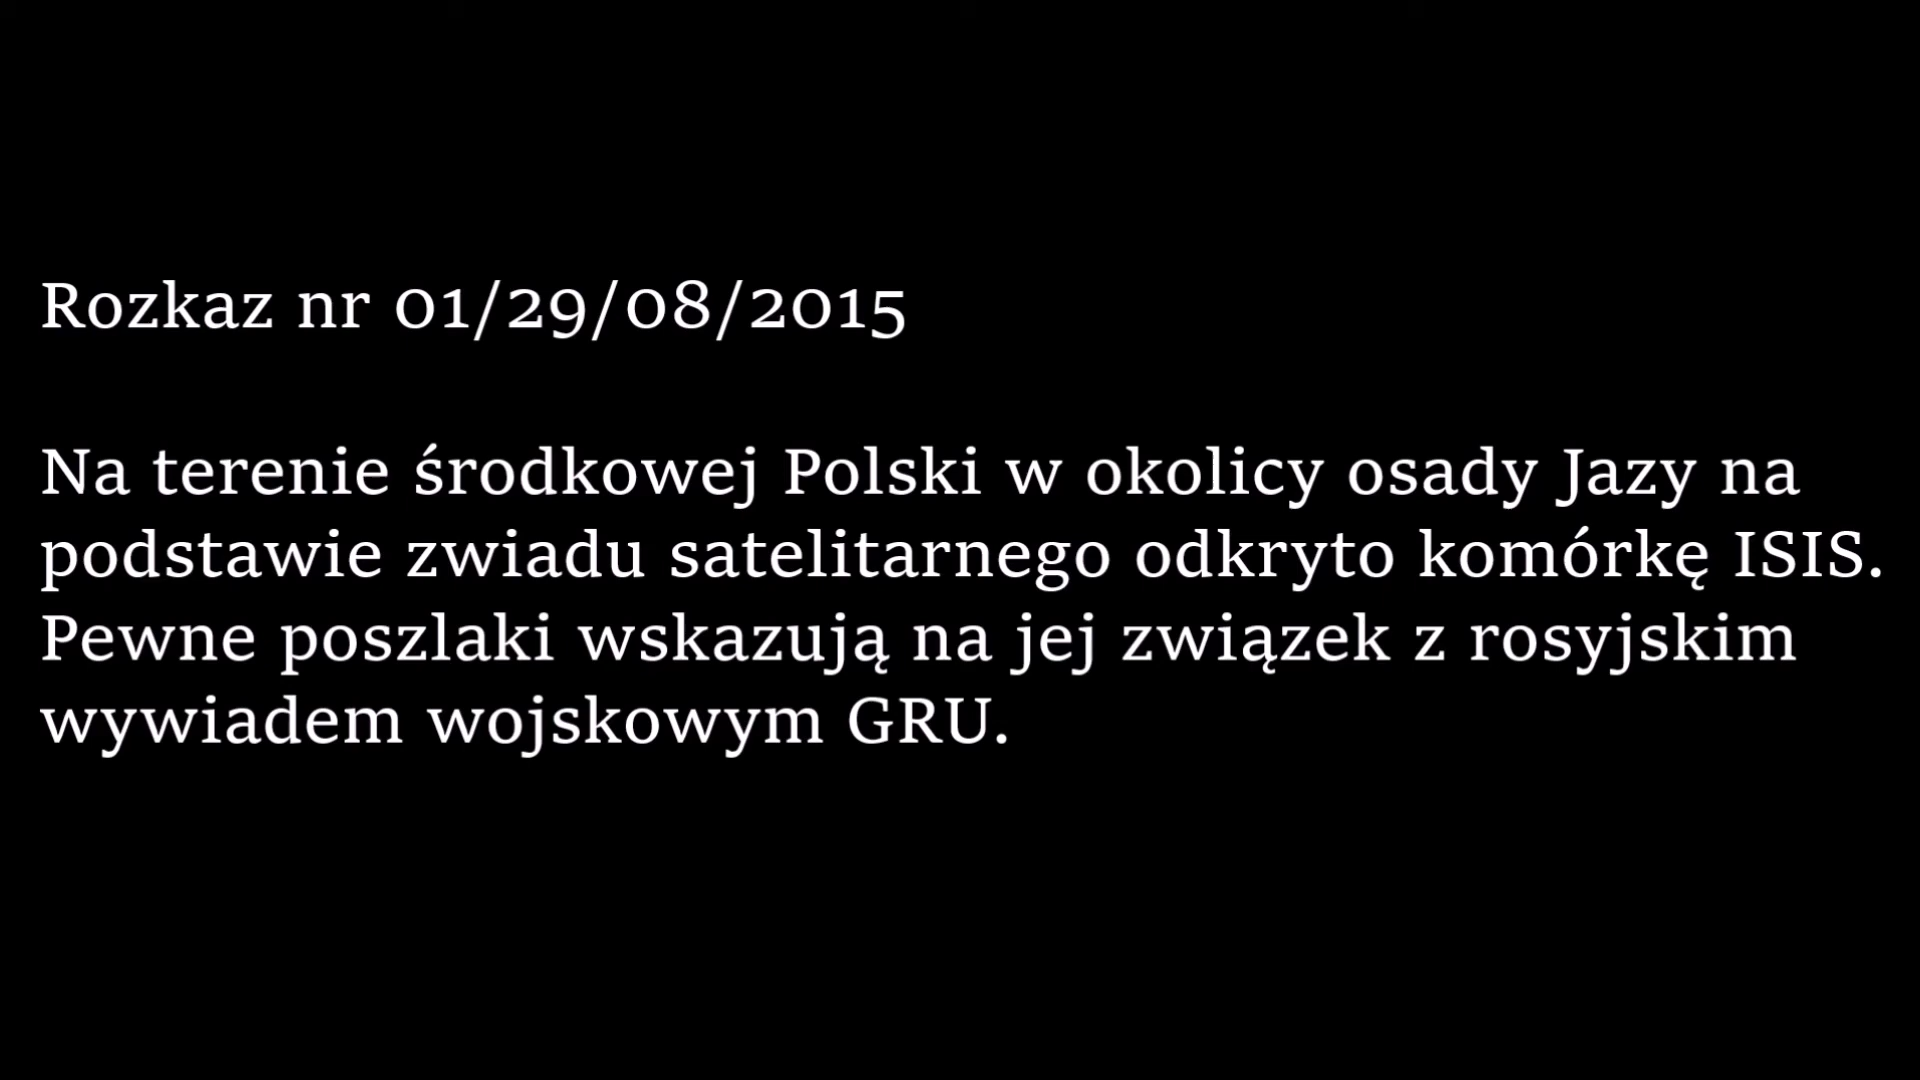 Rozkaz nr 01/29/08/2015
Na terenie środkowej Polski w okolicy osady Jazy na
podstawie zwiadu satelitarnego odkryto komórkę ISIS.
Pewne poszlaki wskazują na jej związek z rosyjskim
wywiadem wojskowym GRU.